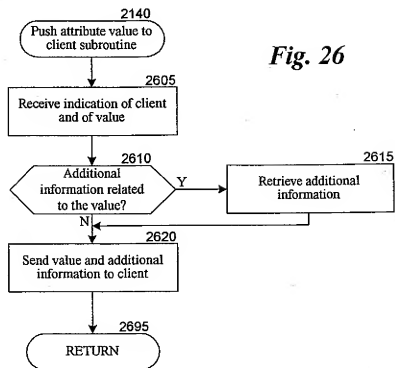 2140
Push attribute value to
client subroutine
Fig. 26
2605
Receive indication of client
and of value
2610
Additional
information related
to the value?
Y
N
2615
Retrieve additional
information
2620
Send value and additional
information to client
2695
RETURN